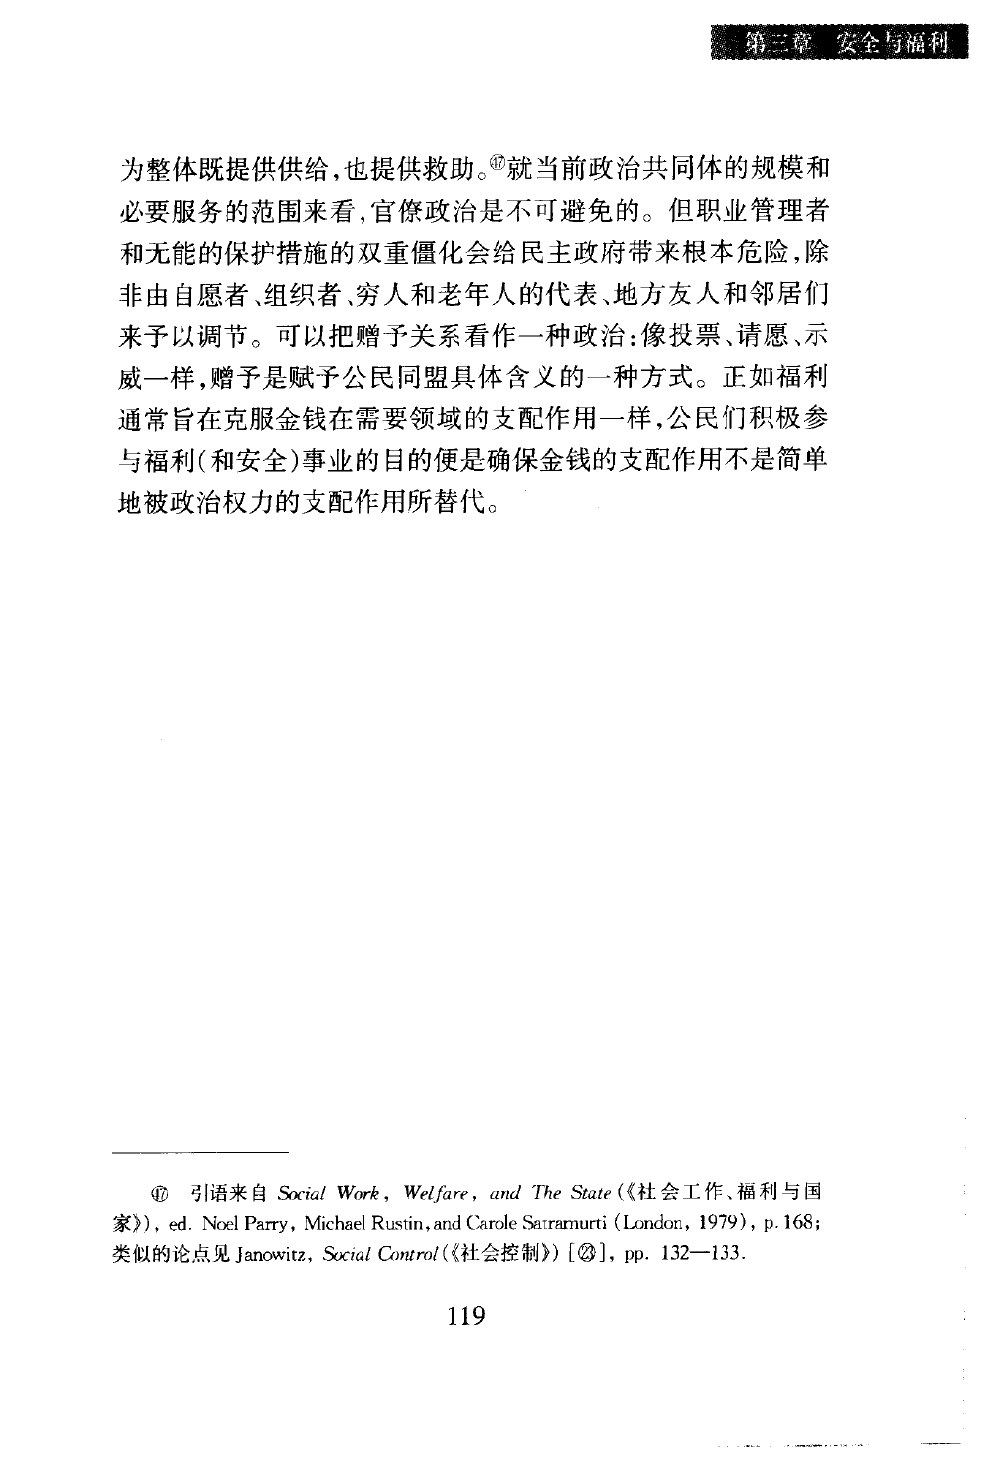 第三章 安全与福利
为整体既提供供给,也提供救助。㊼就当前政治共同体的规模和
必要服务的范围来看,官僚政治是不可避免的。但职业管理者
和无能的保护措施的双重僵化会给民主政府带来根本危险,除
非由自愿者、组织者、穷人和老年人的代表、地方友人和邻居们
来予以调节。可以把赠予关系看作一种政治:像投票、请愿、示
威一样,赠予是赋予公民同盟具体含义的一种方式。正如福利
通常旨在克服金钱在需要领域的支配作用一样,公民们积极参
与福利(和安全)事业的目的便是确保金钱的支配作用不是简单
地被政治权力的支配作用所替代。
㊼ 引语来自 Social Work, Welfare, and The State(《社会工作、福利与国
家》), ed. Noel Parry, Michael Rustin, and Carole Satramurti (London, 1979), p.168;
类似的论点见 Janowitz, Social Control(《社会控制》) [㉓], pp. 132—133.
119